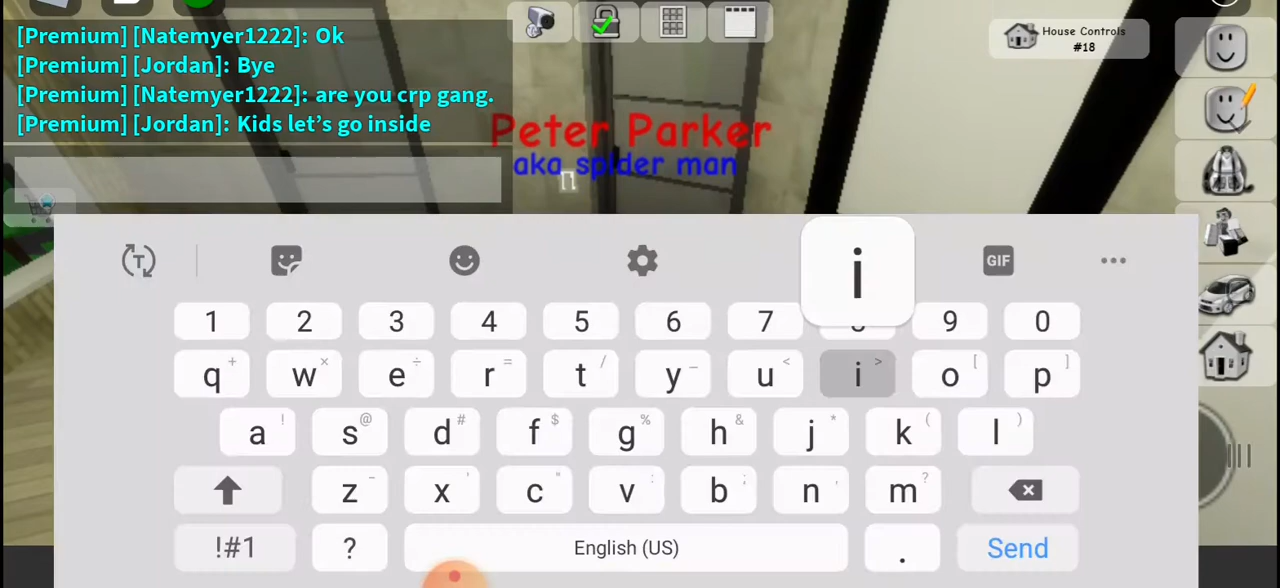 [Premium] [Natemyer1222]: Ok
[Premium] [Jordan]: Bye
[Premium] [Natemyer1222]: are you crp gang.
[Premium] [Jordan]: Kids let's go inside
House Controls
#18
Peter Parker
aka spider man
T
i
GIF
1 2 3 4 5 6 7 8 9 0
q + w × e ÷ r = t / y _ u < i > o [ p ]
a ! s @ d # f $ g % h & j * k ( l )
z - x ' c " v : b ; n , m ?
!#1 ? English (US) . Send